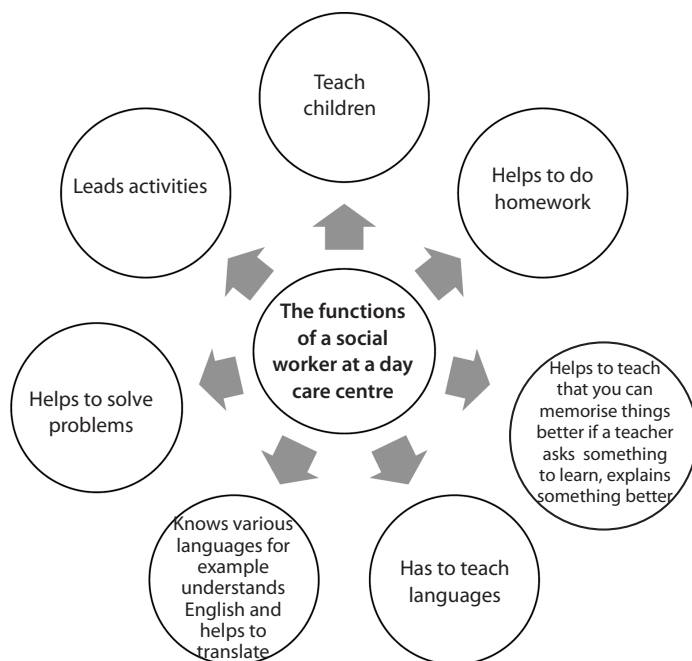 Teach
children
Helps to do
homework
Helps to teach
that you can
memorise things
better if a teacher
asks something
to learn, explains
something better
Has to teach
languages
Knows various
languages for
example
understands
English and
helps to
translate
Helps to solve
problems
Leads activities
The functions
of a social
worker at a day
care centre